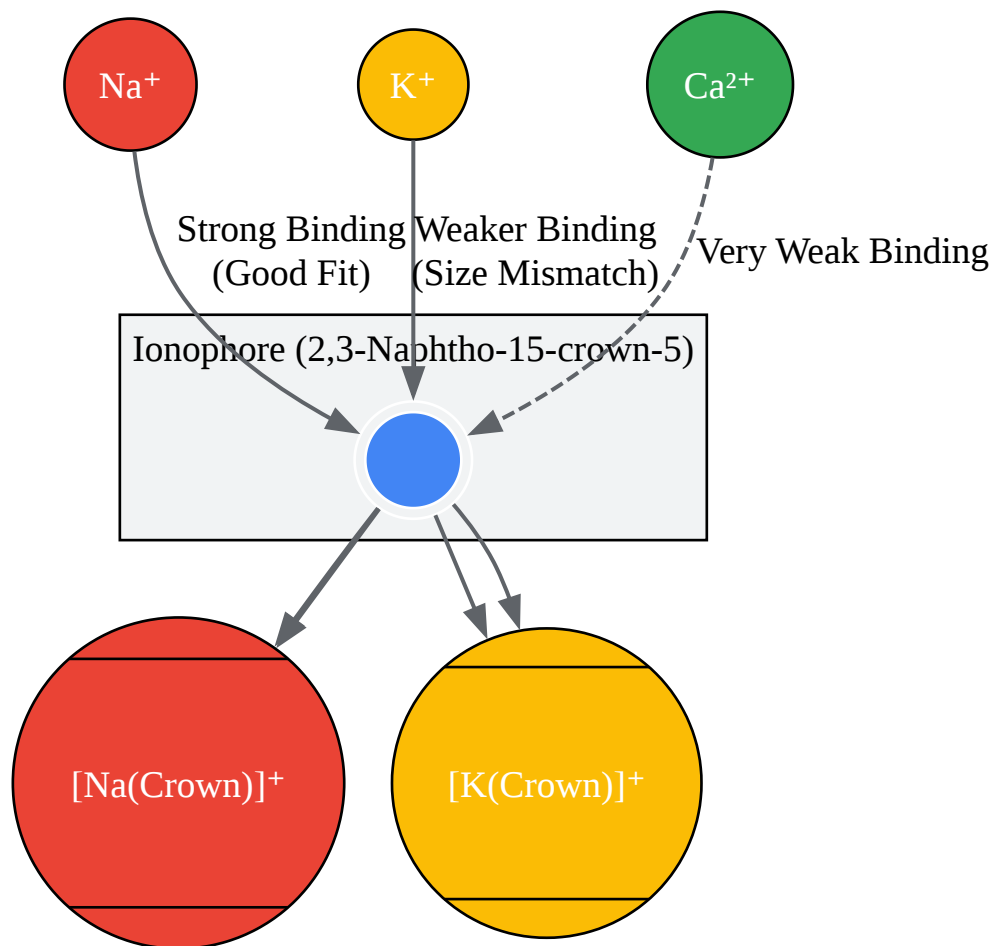 Na⁺
K⁺
Ca²⁺
Strong Binding
(Good Fit)
Weaker Binding
(Size Mismatch)
Very Weak Binding
Ionophore (2,3-Naphtho-15-crown-5)
[Na(Crown)]⁺
[K(Crown)]⁺